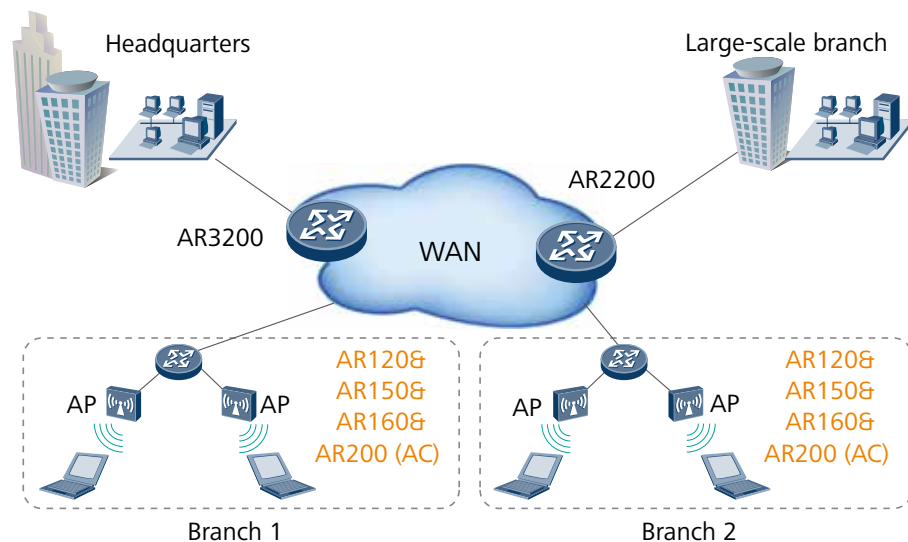 Headquarters
Large-scale branch
AR2200
AR3200
WAN
AR120&
AR150&
AR160&
AR200 (AC)
AP
AP
AR120&
AR150&
AR160&
AR200 (AC)
AP
AP
Branch 1
Branch 2